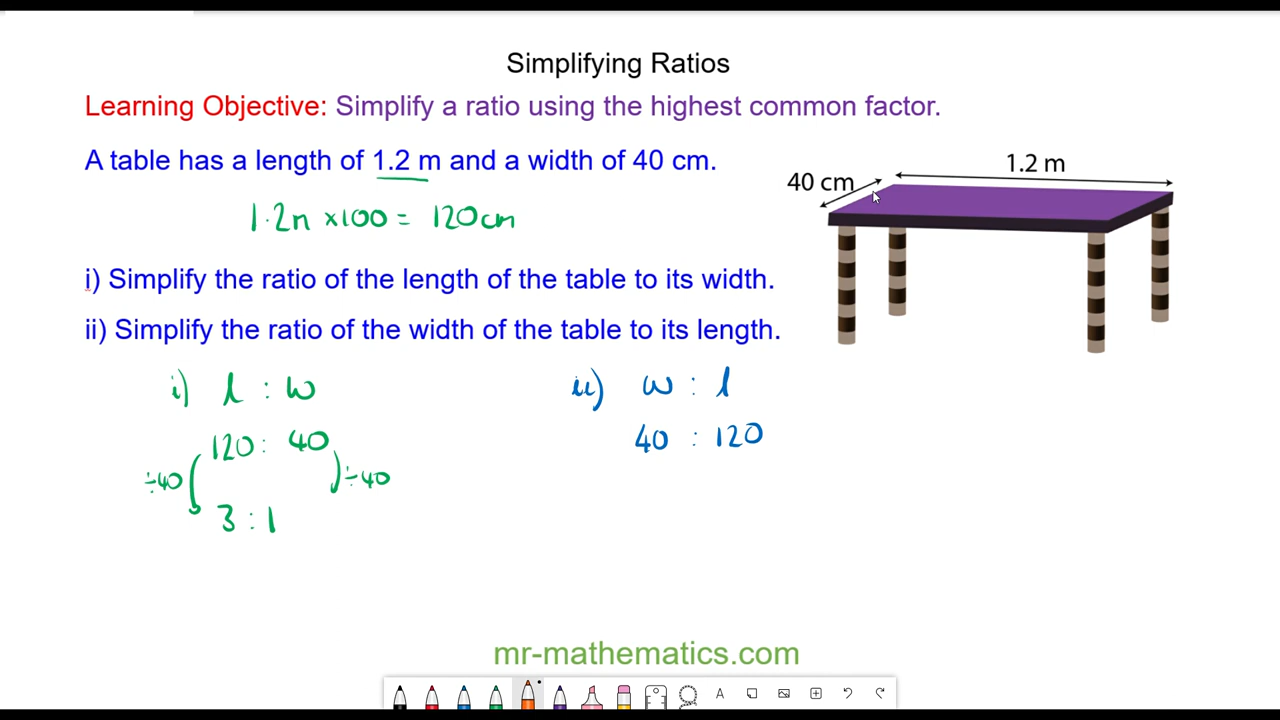 Simplifying Ratios
Learning Objective: Simplify a ratio using the highest common factor.
A table has a length of 1.2 m and a width of 40 cm.
1.2 m
40 cm
1.2m ×100 = 120cm
i) Simplify the ratio of the length of the table to its width.
ii) Simplify the ratio of the width of the table to its length.
i) l : w
120 : 40
÷40 ÷40
3 : 1
ii) w : l
40 : 120
mr-mathematics.com
A